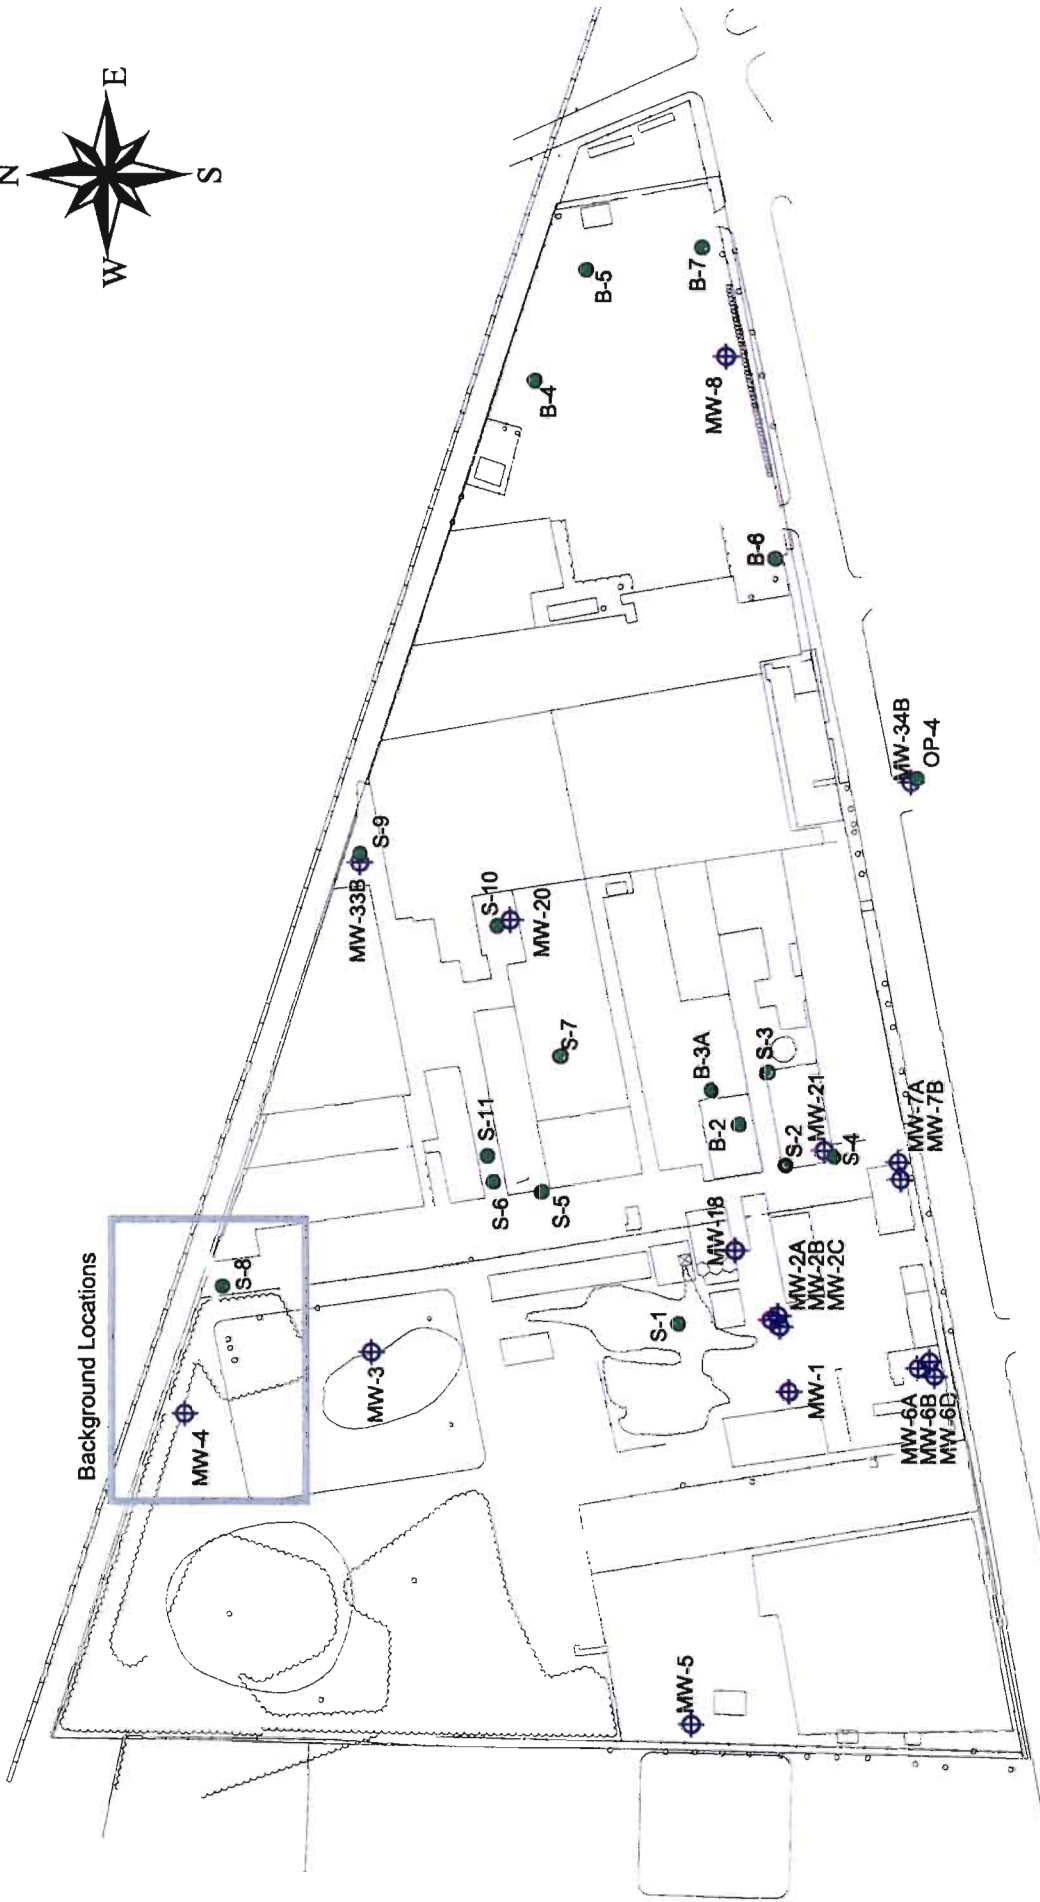 N
E
S
W
Background Locations
S-8
MW-4
MW-3
MW-33B
S-9
S-10
MW-20
S-7
S-11
S-6
S-5
B-4
B-5
B-7
MW-8
B-6
MW-34B
OP-4
B-3A
B-2
S-3
S-2
MW-21
S-4
MW-7A
MW-7B
MW-18
MW-2A
MW-2B
MW-2C
S-1
MW-1
MW-6A
MW-6B
MW-6D
MW-5